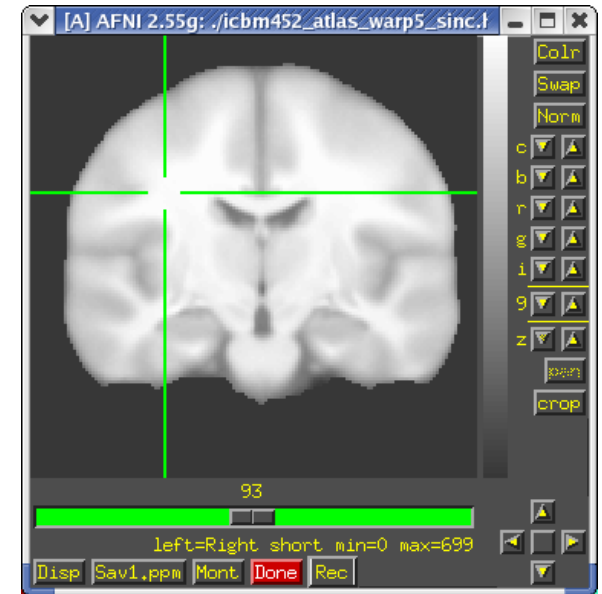 [A] AFNI 2.55g: ./icbm452_atlas_warp5_sinc.
Colr
Swap
Norm
c
b
r
g
i
9
z
pan
crop
93
left=Right short min=0 max=699
Disp Sav1.ppm Mont Done Rec